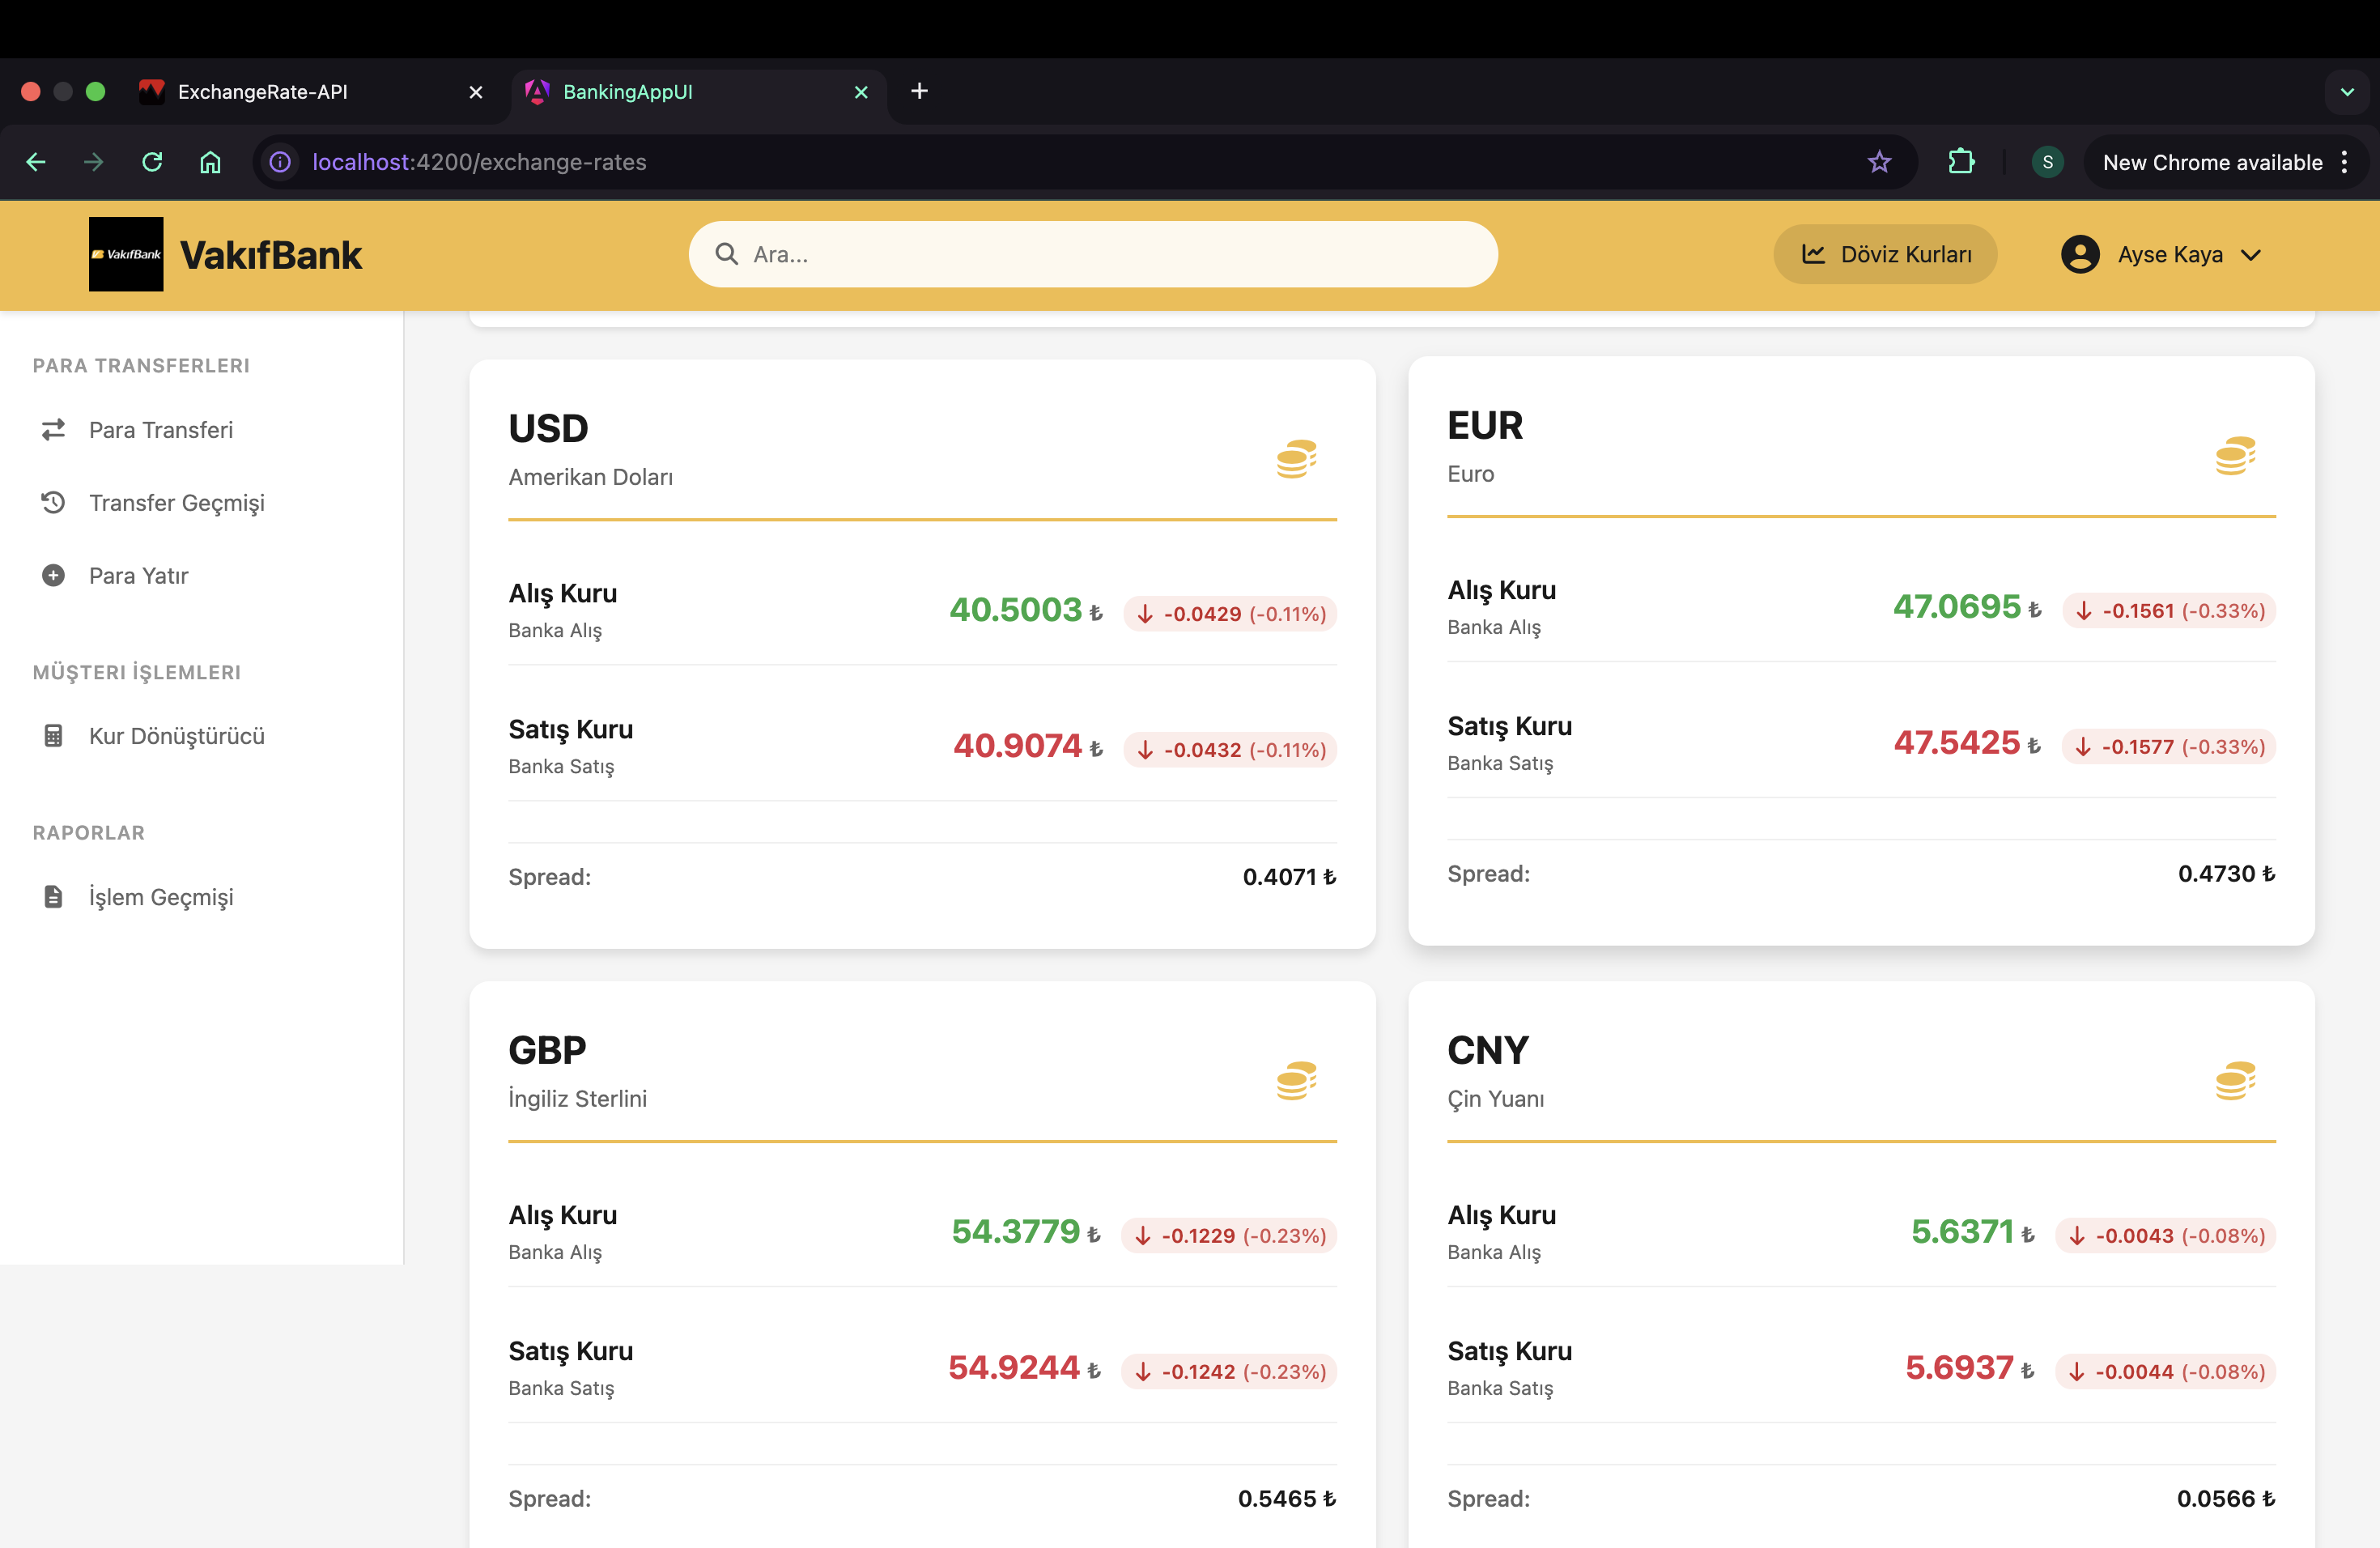 ExchangeRate-API
BankingAppUI
localhost:4200/exchange-rates
S
New Chrome available
VakıfBank
VakıfBank
Ara...
Döviz Kurları
Ayse Kaya
PARA TRANSFERLERI
Para Transferi
Transfer Geçmişi
Para Yatır
MÜŞTERI İŞLEMLERI
Kur Dönüştürücü
RAPORLAR
İşlem Geçmişi
USD
Amerikan Doları
Alış Kuru
Banka Alış
40.5003 ₺
-0.0429 (-0.11%)
Satış Kuru
Banka Satış
40.9074 ₺
-0.0432 (-0.11%)
Spread:
0.4071 ₺
EUR
Euro
Alış Kuru
Banka Alış
47.0695 ₺
-0.1561 (-0.33%)
Satış Kuru
Banka Satış
47.5425 ₺
-0.1577 (-0.33%)
Spread:
0.4730 ₺
GBP
İngiliz Sterlini
Alış Kuru
Banka Alış
54.3779 ₺
-0.1229 (-0.23%)
Satış Kuru
Banka Satış
54.9244 ₺
-0.1242 (-0.23%)
Spread:
0.5465 ₺
CNY
Çin Yuanı
Alış Kuru
Banka Alış
5.6371 ₺
-0.0043 (-0.08%)
Satış Kuru
Banka Satış
5.6937 ₺
-0.0044 (-0.08%)
Spread:
0.0566 ₺